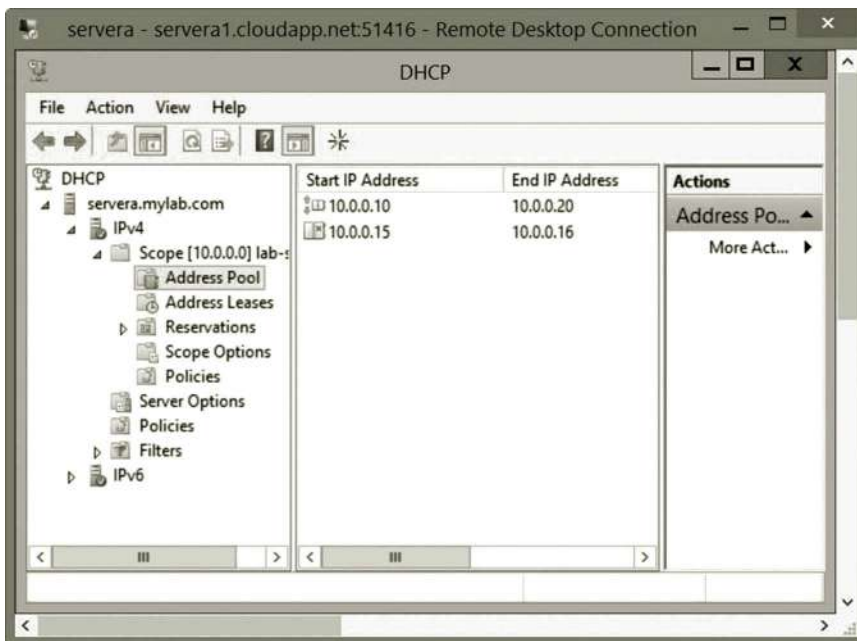 servera - servera1.cloudapp.net:51416 - Remote Desktop Connection
DHCP
File Action View Help
DHCP
servera.mylab.com
IPv4
Scope [10.0.0.0] lab-s
Address Pool
Address Leases
Reservations
Scope Options
Policies
Server Options
Policies
Filters
IPv6
Start IP Address End IP Address
10.0.0.10 10.0.0.20
10.0.0.15 10.0.0.16
Actions
Address Po...
More Act...